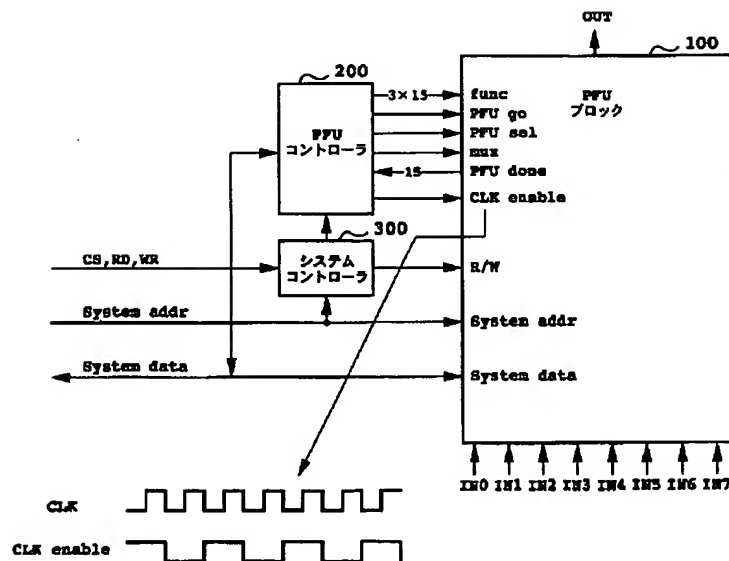 OUT
100
200
func
PFU
ブロック
3×15
PFU go
PFU
コントローラ
PFU sel
mux
15
PFU done
CLK enable
300
CS,RD,WR
システム
コントローラ
R/W
System addr
System addr
System data
System data
IN0 IN1 IN2 IN3 IN4 IN5 IN6 IN7
CLK
CLK enable